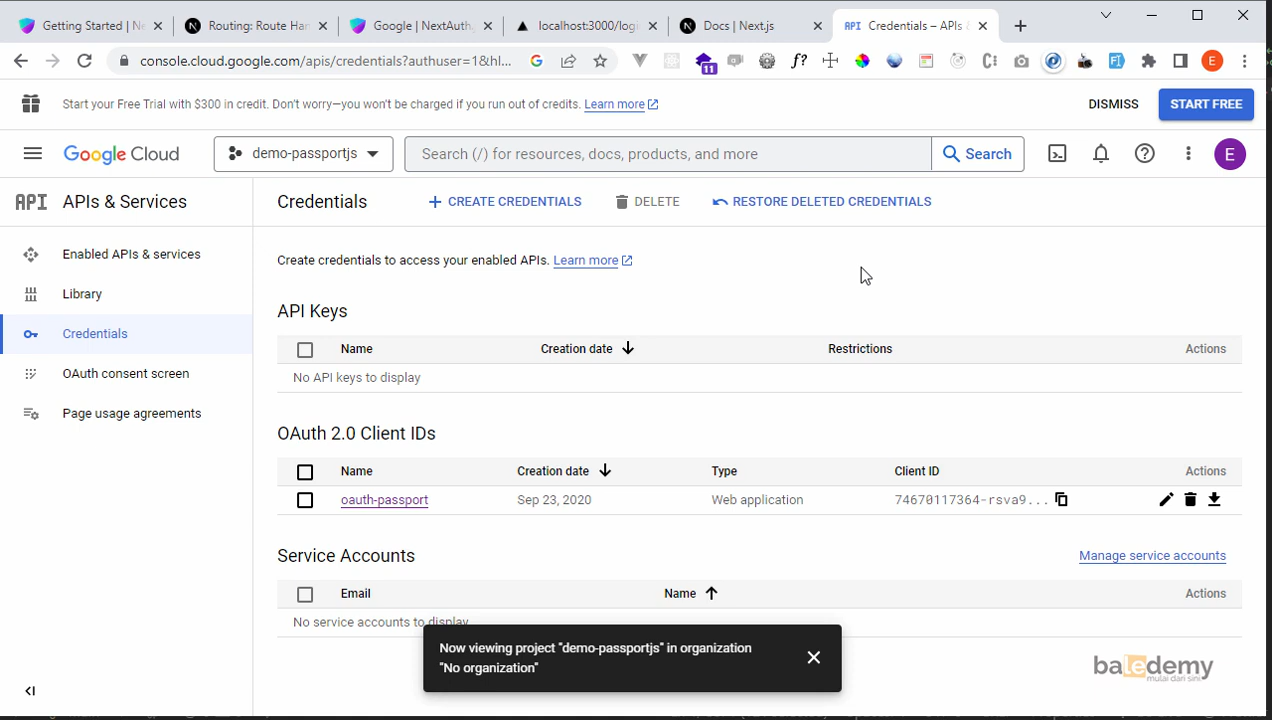 Getting Started | Ne
Routing: Route Han
Google | NextAuth.
localhost:3000/logi
Docs | Next.js
API Credentials – APIs &
console.cloud.google.com/apis/credentials?authuser=1&hl...
11
E
Start your Free Trial with $300 in credit. Don't worry—you won't be charged if you run out of credits. Learn more
DISMISS
START FREE
Google Cloud
demo-passportjs
Search (/) for resources, docs, products, and more
Search
E
API APIs & Services
Credentials
+ CREATE CREDENTIALS
DELETE
RESTORE DELETED CREDENTIALS
Enabled APIs & services
Library
Credentials
OAuth consent screen
Page usage agreements
Create credentials to access your enabled APIs. Learn more
API Keys
Name Creation date Restrictions Actions
No API keys to display
OAuth 2.0 Client IDs
Name Creation date Type Client ID Actions
oauth-passport Sep 23, 2020 Web application 74670117364-rsva9...
Service Accounts
Manage service accounts
Email Name Actions
No service accounts to display
Now viewing project "demo-passportjs" in organization
"No organization"
baledemy
mulai dari sini